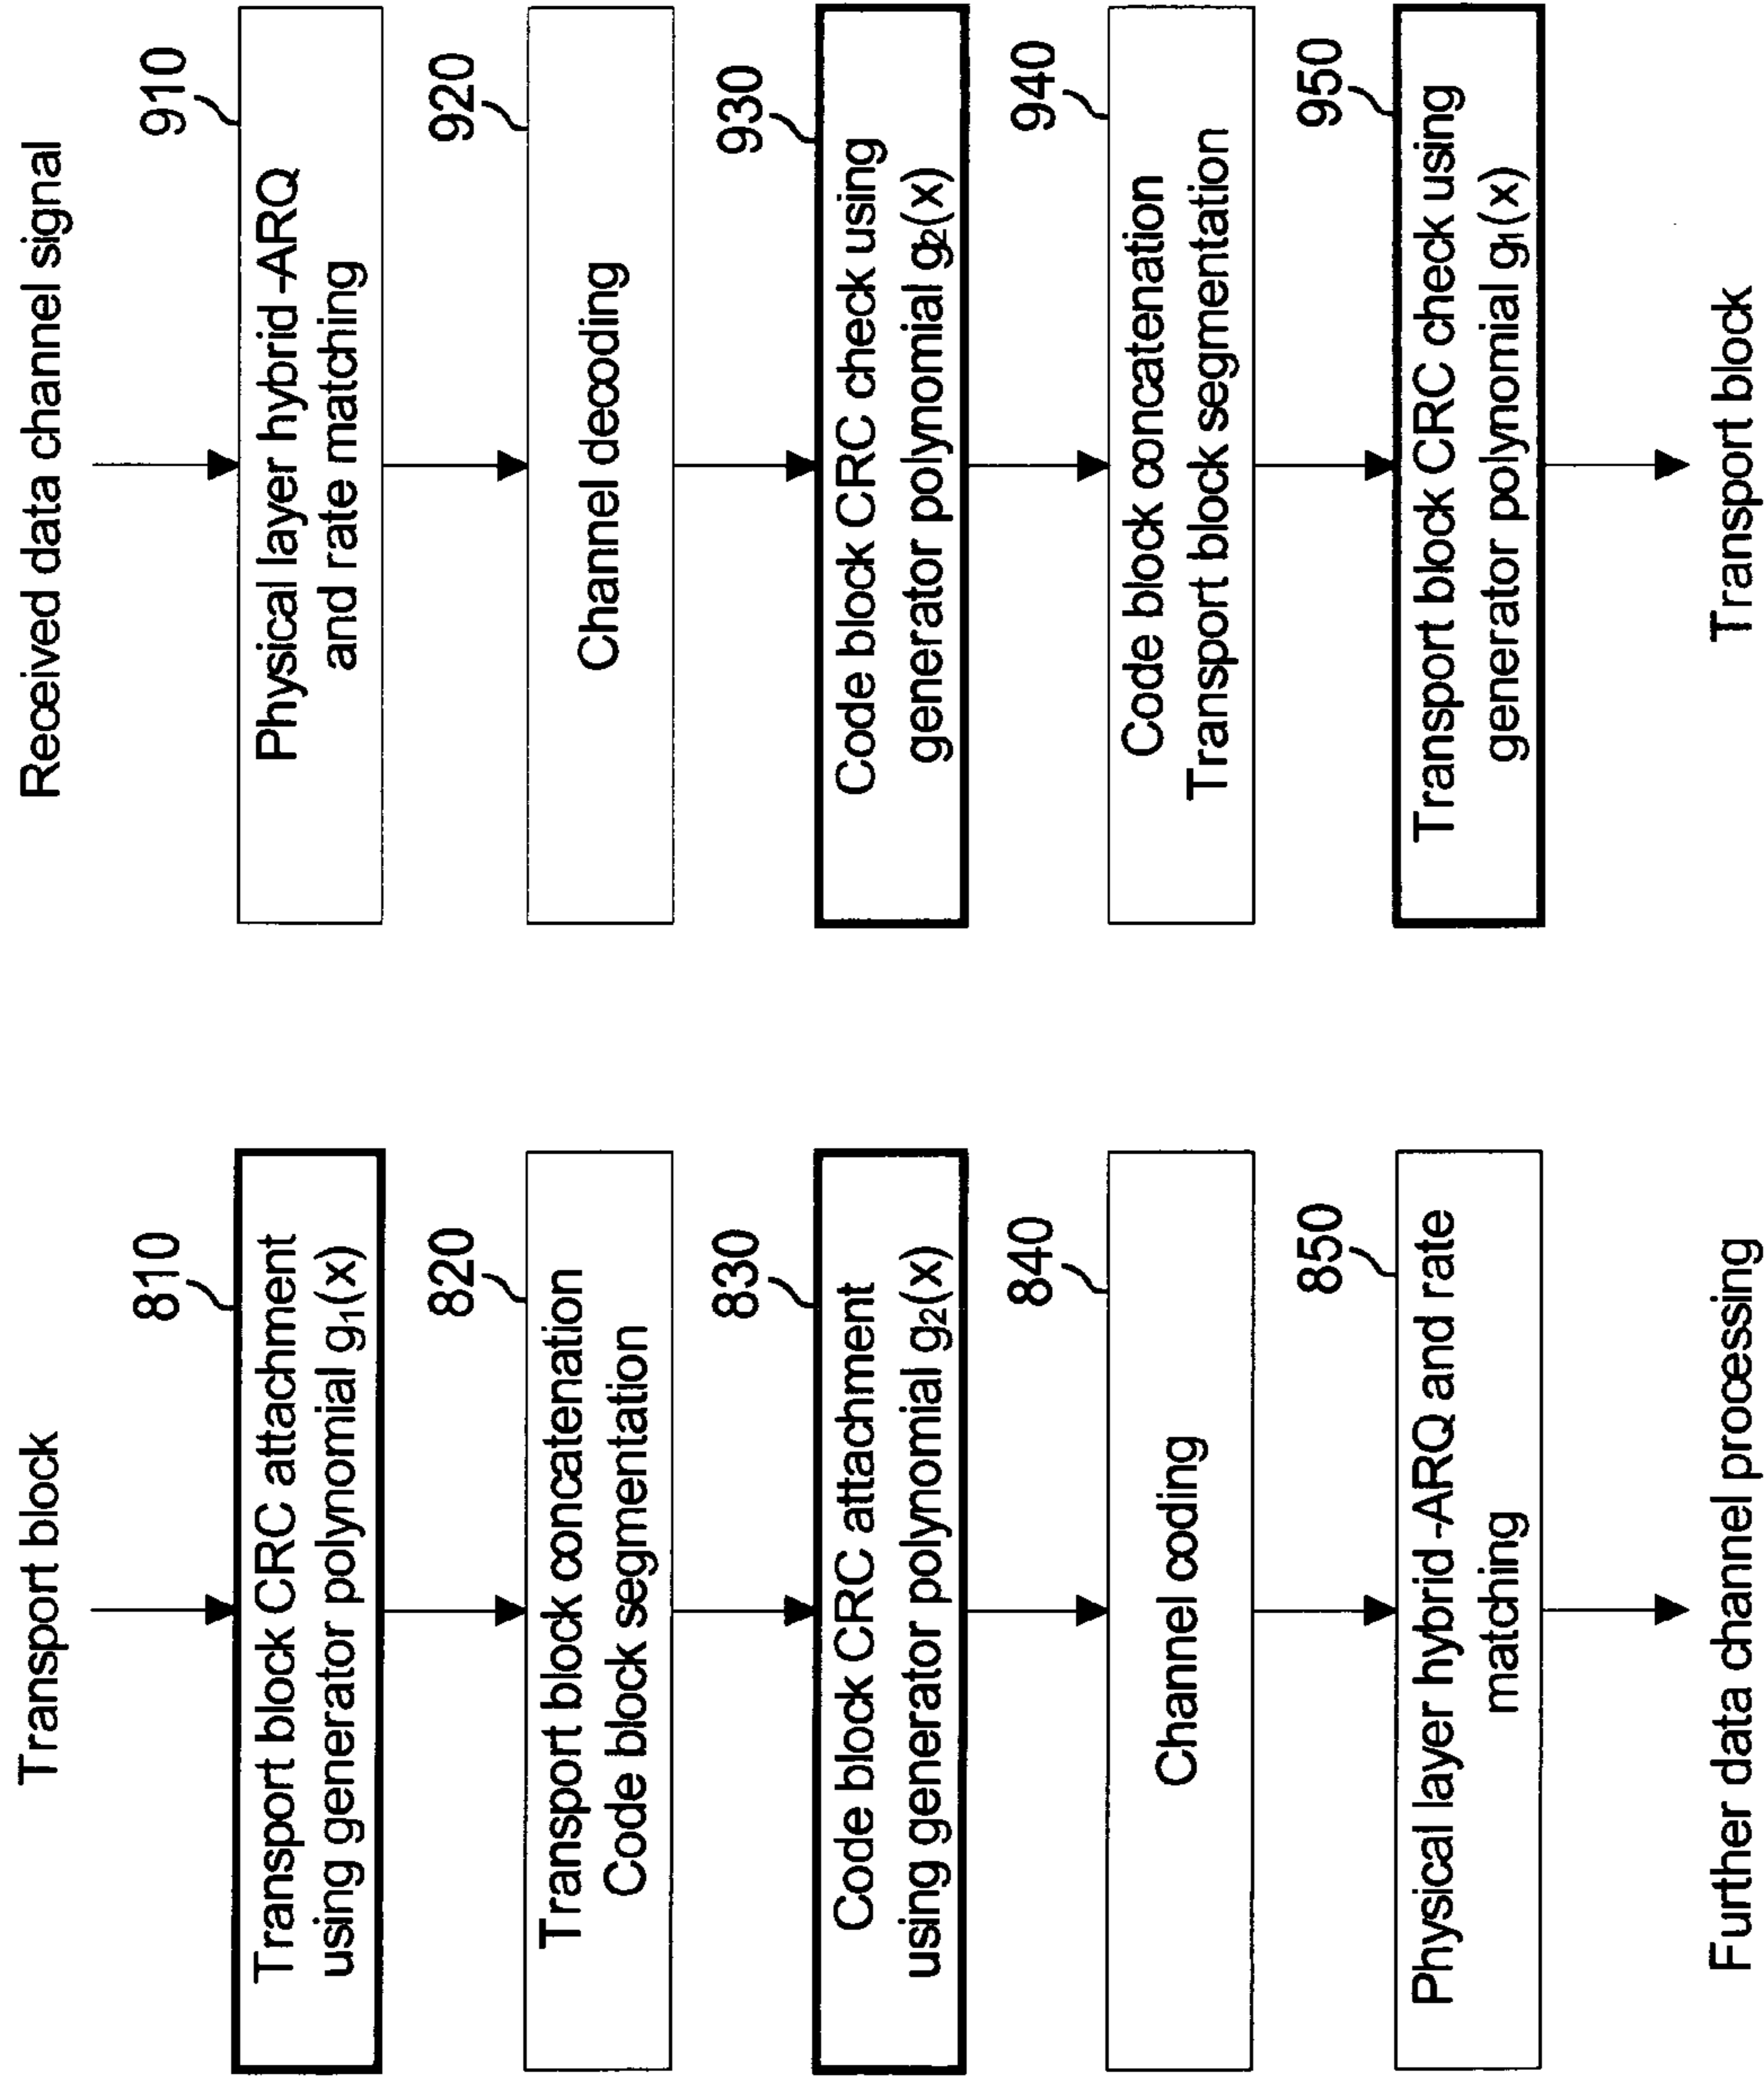 Transport block
810
Transport block CRC attachment
using generator polynomial g₁(x)
820
Transport block concatenation
Code block segmentation
830
Code block CRC attachment
using generator polynomial g₂(x)
840
Channel coding
850
Physical layer hybrid-ARQ and rate
matching
Further data channel processing
Received data channel signal
910
Physical layer hybrid-ARQ
and rate matching
920
Channel decoding
930
Code block CRC check using
generator polynomial g₂(x)
940
Code block concatenation
Transport block segmentation
950
Transport block CRC check using
generator polynomial g₁(x)
Transport block